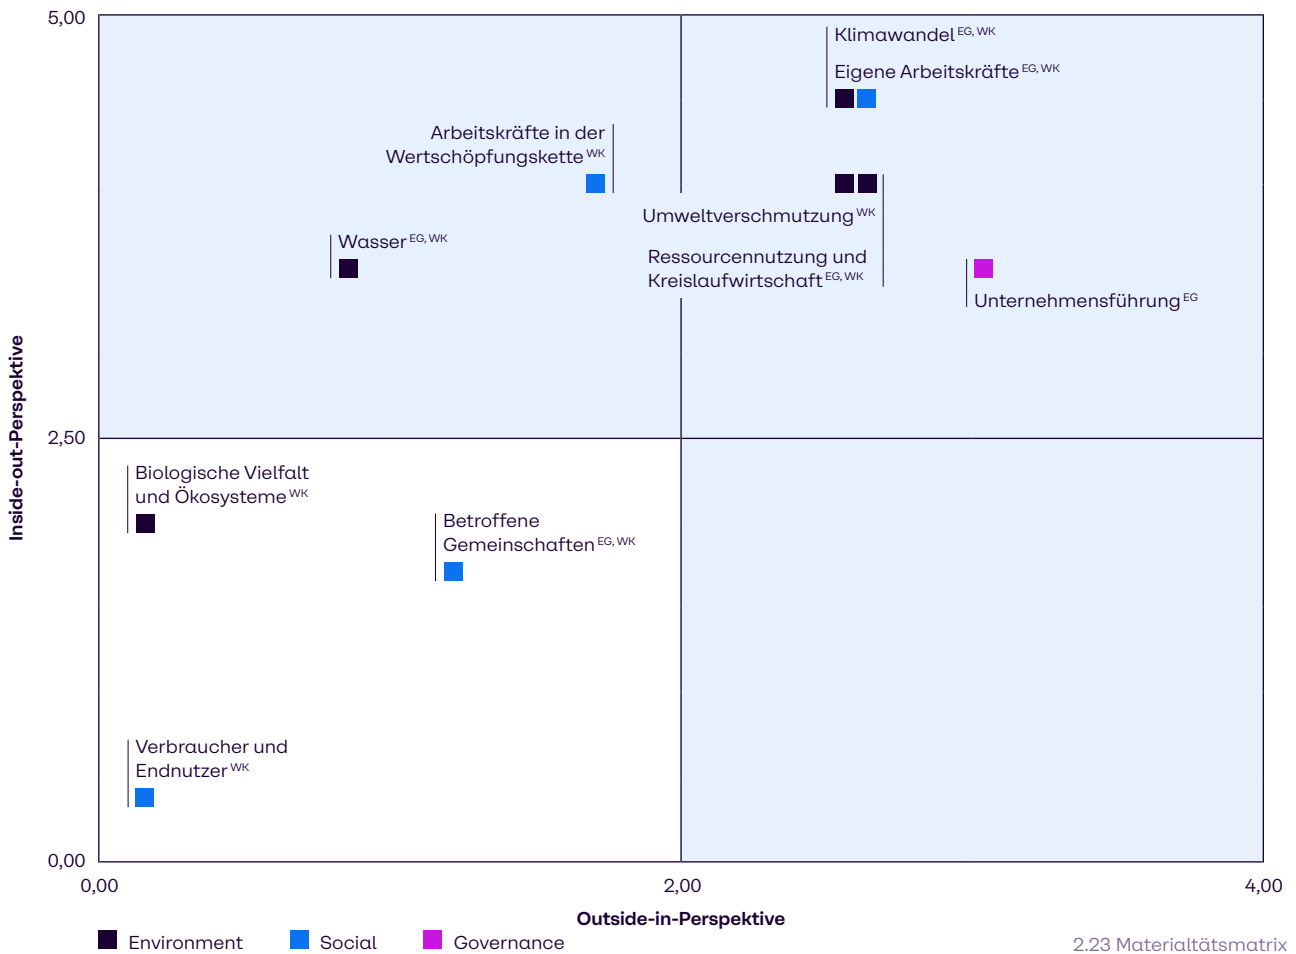 5,00
Klimawandel EG, WK
Eigene Arbeitskräfte EG, WK
Arbeitskräfte in der
Wertschöpfungskette WK
Umweltverschmutzung WK
Wasser EG, WK
Ressourcennutzung und
Kreislaufwirtschaft EG, WK
Unternehmensführung EG
Inside-out-Perspektive
2,50
Biologische Vielfalt
und Ökosysteme WK
Betroffene
Gemeinschaften EG, WK
Verbraucher und
Endnutzer WK
0,00
0,00 2,00 4,00
Outside-in-Perspektive
Environment Social Governance
2.23 Materialtätsmatrix